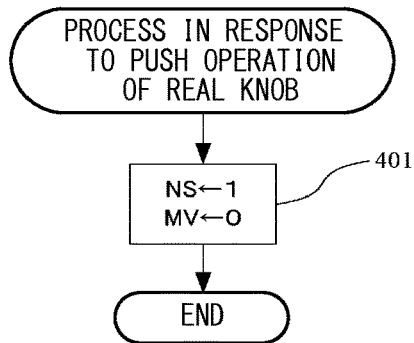 PROCESS IN RESPONSE
TO PUSH OPERATION
OF REAL KNOB
NS←1
MV←0
401
END